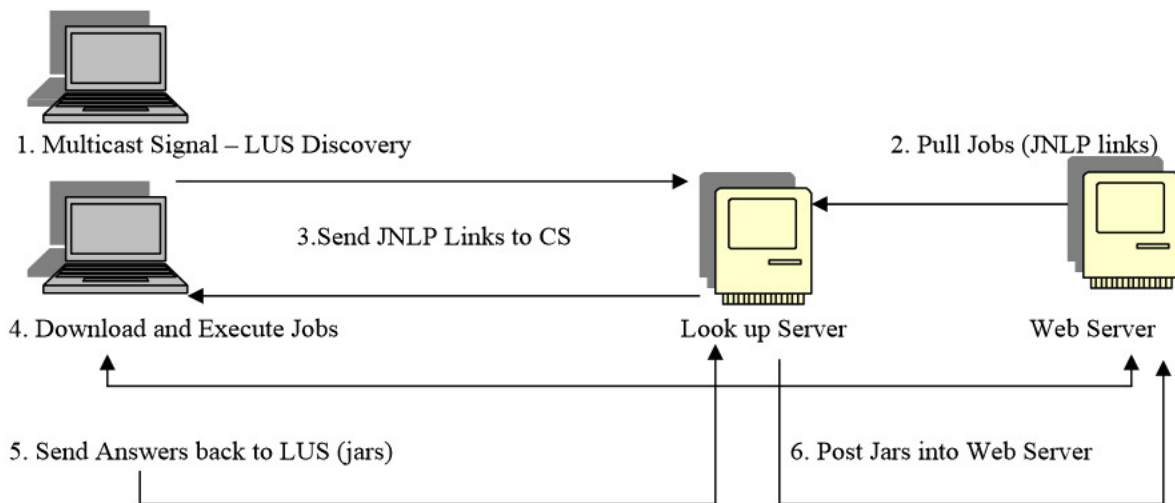 1. Multicast Signal – LUS Discovery
2. Pull Jobs (JNLP links)
3.Send JNLP Links to CS
4. Download and Execute Jobs
Look up Server
Web Server
5. Send Answers back to LUS (jars)
6. Post Jars into Web Server